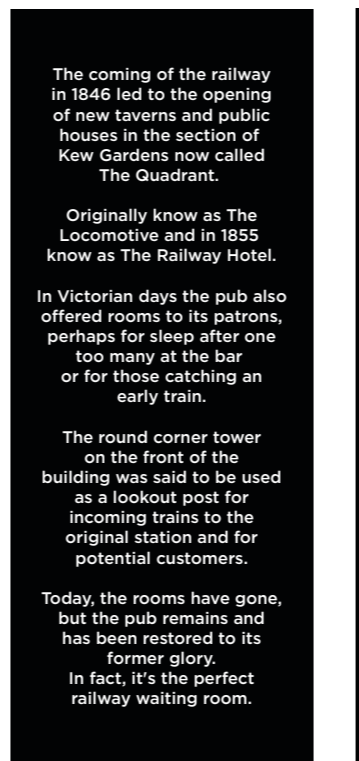 The coming of the railway
in 1846 led to the opening
of new taverns and public
houses in the section of
Kew Gardens now called
The Quadrant.
Originally know as The
Locomotive and in 1855
know as The Railway Hotel.
In Victorian days the pub also
offered rooms to its patrons,
perhaps for sleep after one
too many at the bar
or for those catching an
early train.
The round corner tower
on the front of the
building was said to be used
as a lookout post for
incoming trains to the
original station and for
potential customers.
Today, the rooms have gone,
but the pub remains and
has been restored to its
former glory.
In fact, it's the perfect
railway waiting room.